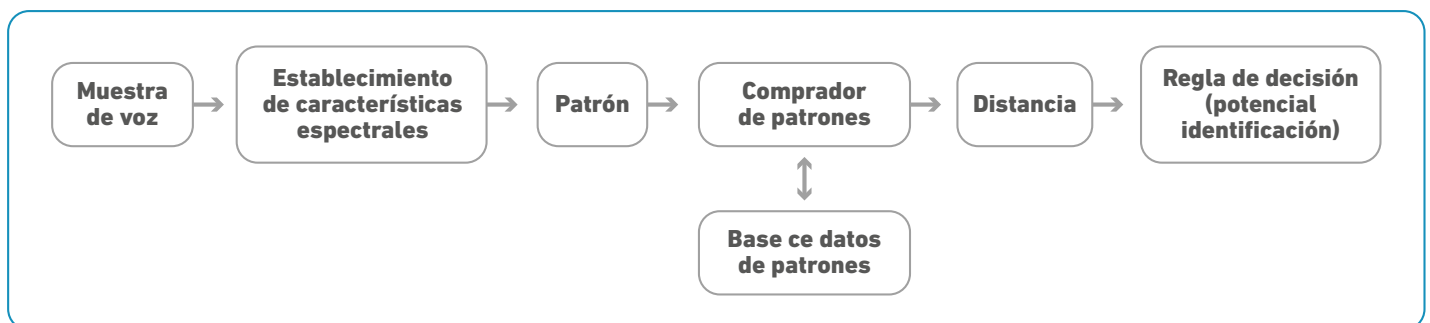 Muestra
de voz
Establecimiento
de característícas
espectrales
Patrón
Comprador
de patrones
Distancia
Regla de decisión
(potencial
identificación)
Base ce datos
de patrones